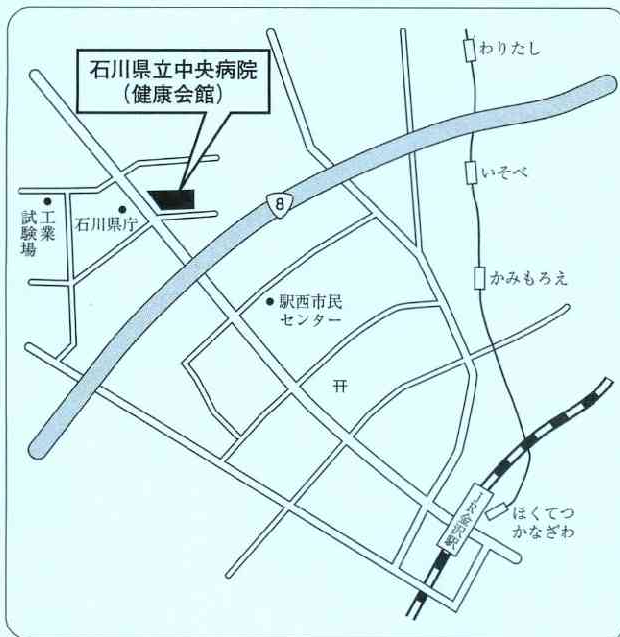 石川県立中央病院
(健康会館)
わりたし
いそべ
8
工業
試験場
石川県庁
かみもろえ
駅西市民
センター
JR金沢駅
ほくてつ
かなざわ